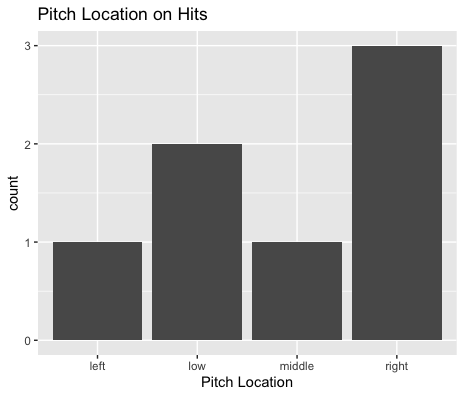 Pitch Location on Hits
3
2
1
0
count
left low middle right
Pitch Location